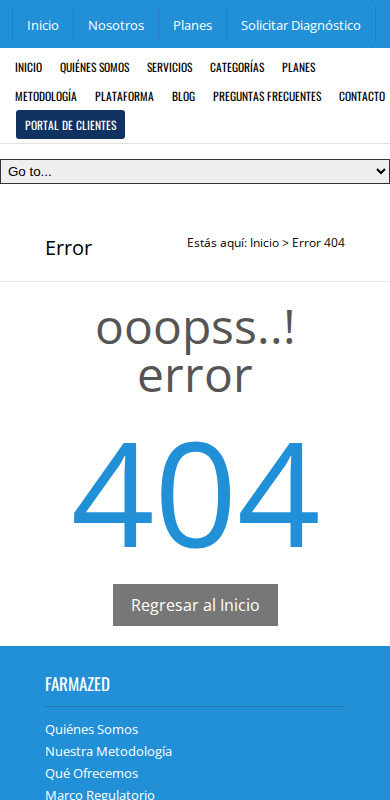 Inicio Nosotros Planes Solicitar Diagnóstico
INICIO QUIÉNES SOMOS SERVICIOS CATEGORÍAS PLANES
METODOLOGÍA PLATAFORMA BLOG PREGUNTAS FRECUENTES CONTACTO
PORTAL DE CLIENTES
Go to...
Error
Estás aquí: Inicio > Error 404
ooopss..!
error
404
Regresar al Inicio
FARMAZED
Quiénes Somos
Nuestra Metodología
Qué Ofrecemos
Marco Regulatorio